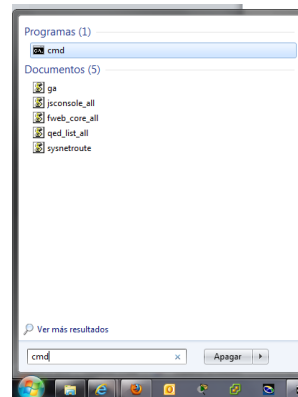 Programas (1)
cmd
Documentos (5)
ga
jsconsole_all
fweb_core_all
qed_list_all
sysnetroute
Ver más resultados
cmd
Apagar